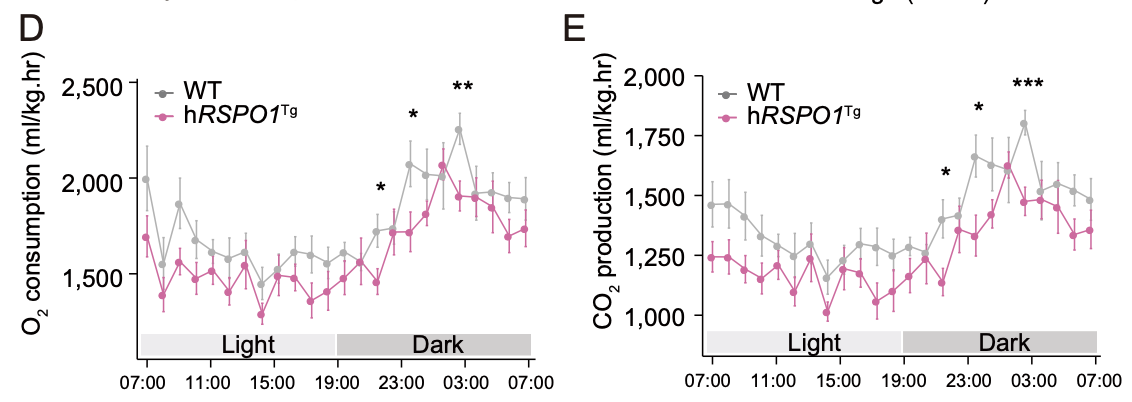 D
O2 consumption (ml/kg.hr)
2,500
2,000
1,500
WT
hRSPO1Tg
*
*
**
Light
Dark
07:00
11:00
15:00
19:00
23:00
03:00
07:00
E
CO2 production (ml/kg.hr)
2,000
1,750
1,500
1,250
1,000
WT
hRSPO1Tg
*
*
***
Light
Dark
07:00
11:00
15:00
19:00
23:00
03:00
07:00